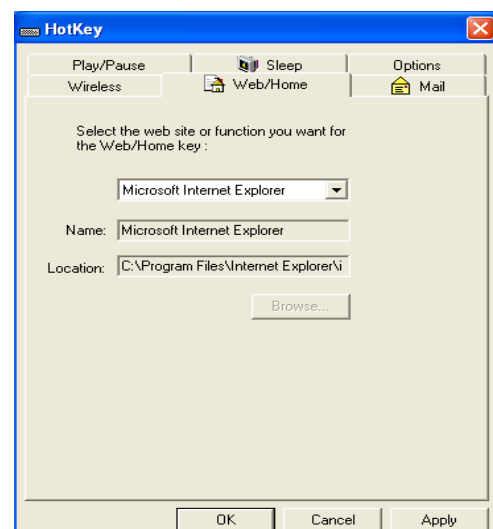 HotKey
Play/Pause Sleep Options
Wireless Web/Home Mail
Select the web site or function you want for
the Web/Home key :
Microsoft Internet Explorer
Name: Microsoft Internet Explorer
Location: C:\Program Files\Internet Explorer\i
Browse...
OK Cancel Apply